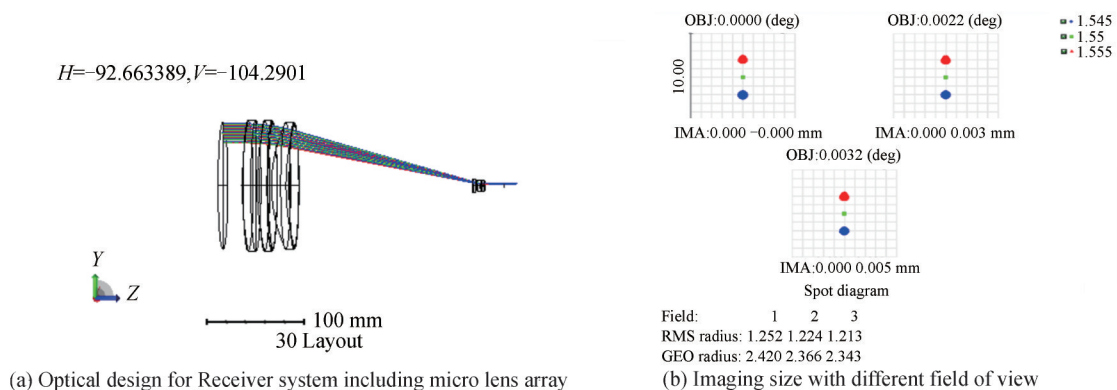 H=−92.663389,V=−104.2901
Y
Z
100 mm
30 Layout
(a) Optical design for Receiver system including micro lens array
OBJ:0.0000 (deg)
10.00
IMA:0.000 −0.000 mm
OBJ:0.0022 (deg)
IMA:0.000 0.003 mm
1.545
1.55
1.555
OBJ:0.0032 (deg)
IMA:0.000 0.005 mm
Spot diagram
Field: 1 2 3
RMS radius: 1.252 1.224 1.213
GEO radius: 2.420 2.366 2.343
(b) Imaging size with different field of view